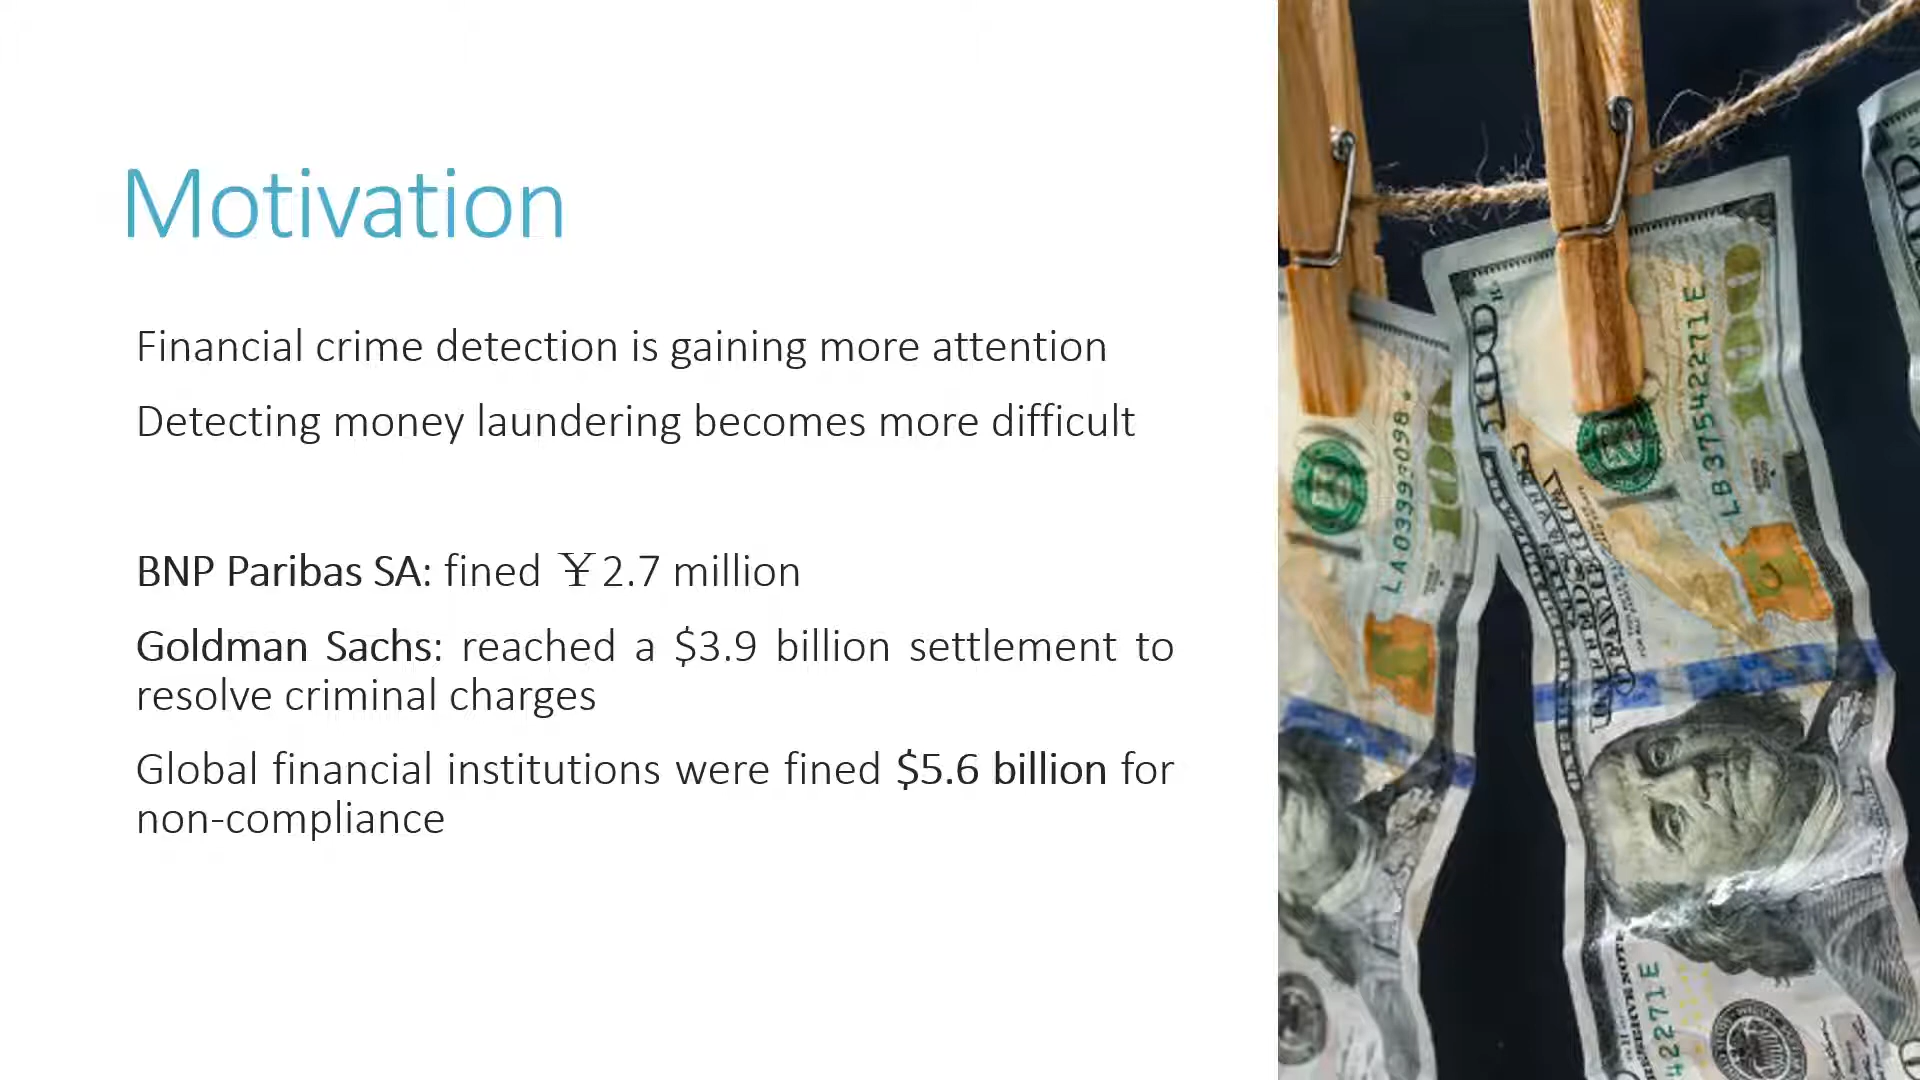 Motivation
Financial crime detection is gaining more attention
Detecting money laundering becomes more difficult
BNP Paribas SA: fined ￥2.7 million
Goldman Sachs: reached a $3.9 billion settlement to
resolve criminal charges
Global financial institutions were fined $5.6 billion for
non-compliance
100
LB37542271E